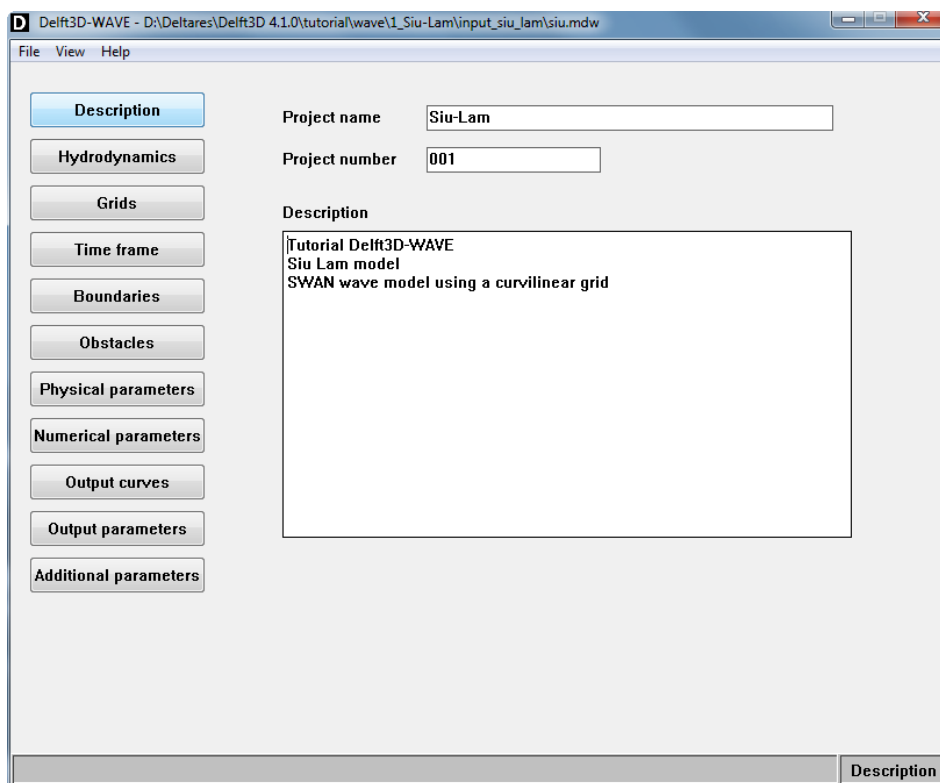 D Delft3D-WAVE - D:\Deltares\Delft3D 4.1.0\tutorial\wave\1_Siu-Lam\input_siu_lam\siu.mdw
File View Help
Description
Hydrodynamics
Grids
Time frame
Boundaries
Obstacles
Physical parameters
Numerical parameters
Output curves
Output parameters
Additional parameters
Project name Siu-Lam
Project number 001
Description
Tutorial Delft3D-WAVE
Siu Lam model
SWAN wave model using a curvilinear grid
Description